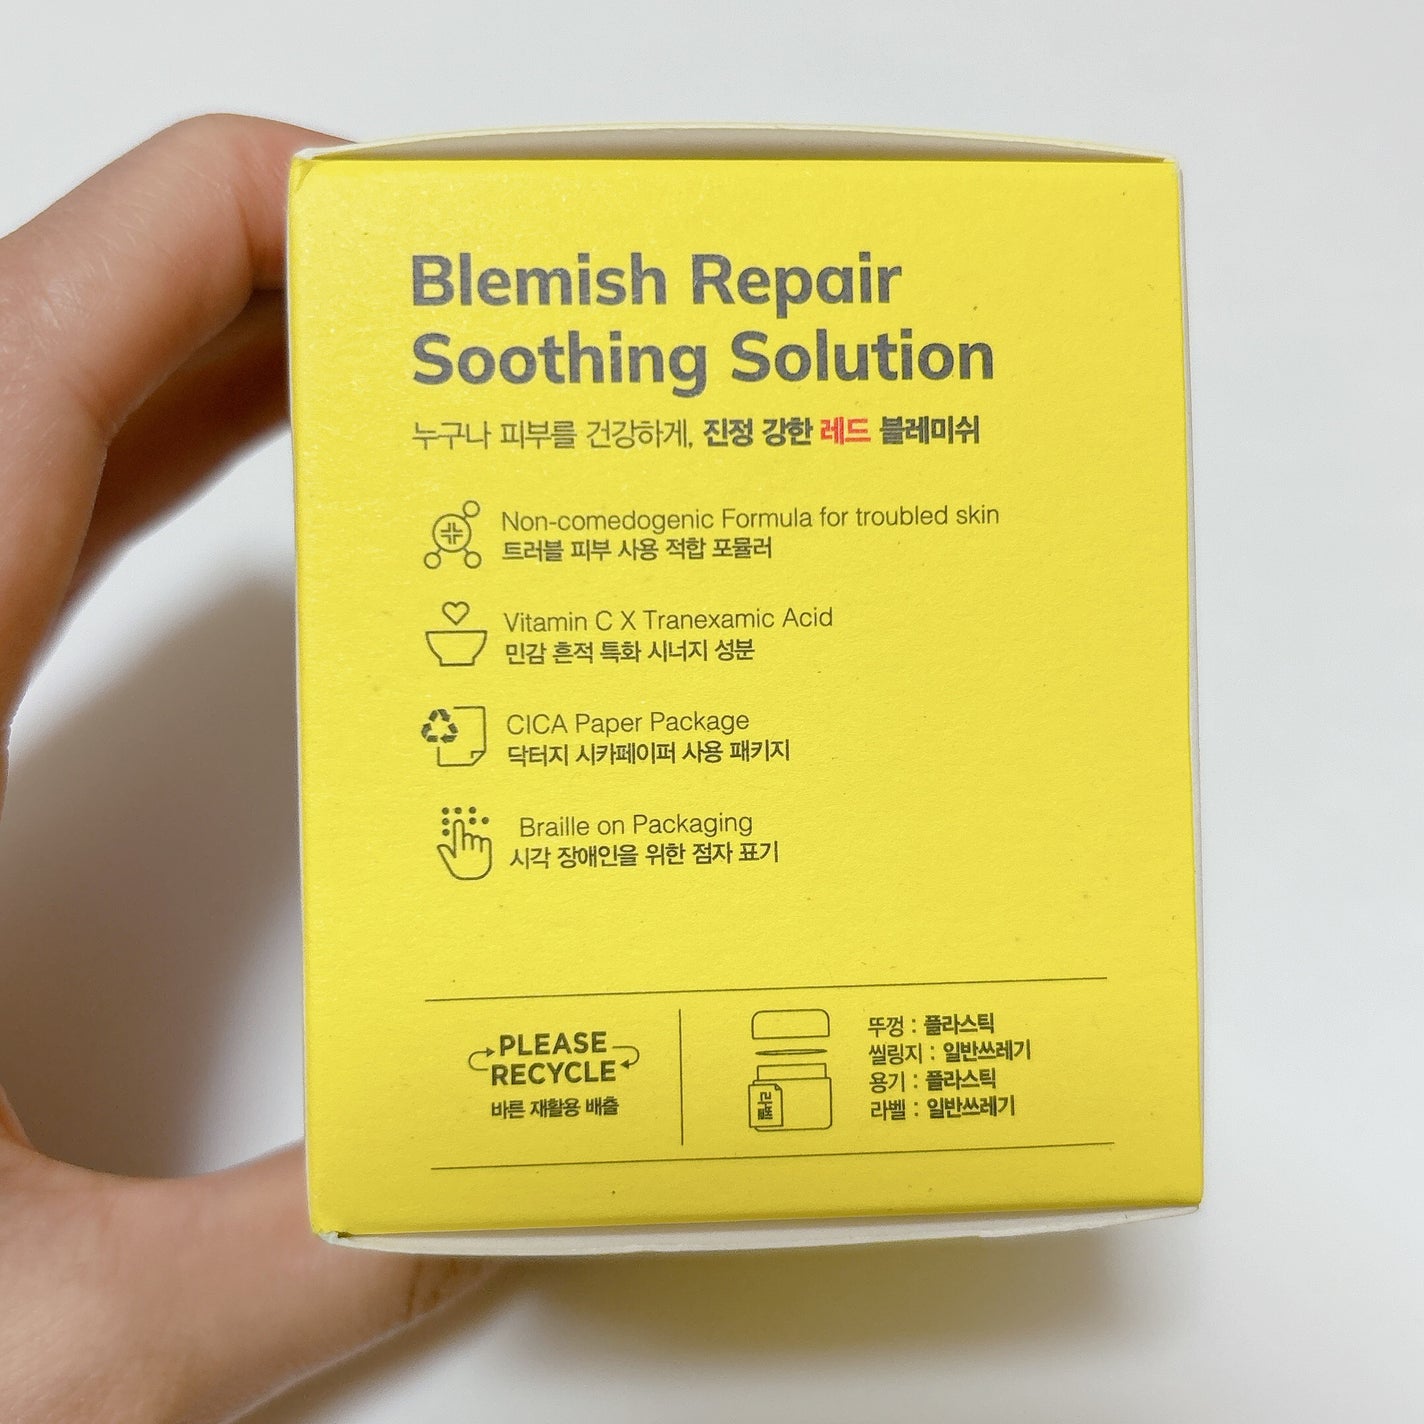 Blemish Repair
Soothing Solution
누구나 피부를 건강하게, 진정 강한 레드 블레미쉬
Non-comedogenic Formula for troubled skin
트러블 피부 사용 적합 포뮬러
Vitamin C X Tranexamic Acid
민감 흔적 특화 시너지 성분
CICA Paper Package
닥터지 시카페이퍼 사용 패키지
Braille on Packaging
시각 장애인을 위한 점자 표기
PLEASE
RECYCLE
바른 재활용 배출
라벨
뚜껑 : 플라스틱
씰링지 : 일반쓰레기
용기 : 플라스틱
라벨 : 일반쓰레기